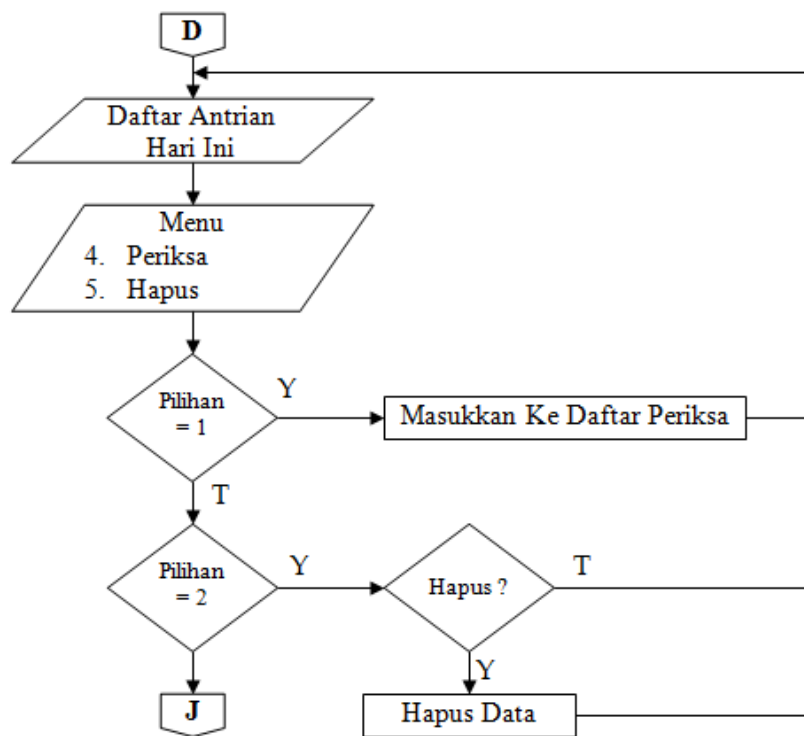 D
Daftar Antrian
Hari Ini
Menu
4. Periksa
5. Hapus
Pilihan
= 1
Y
Masukkan Ke Daftar Periksa
T
Pilihan
= 2
Y
Hapus ?
T
Y
J
Hapus Data